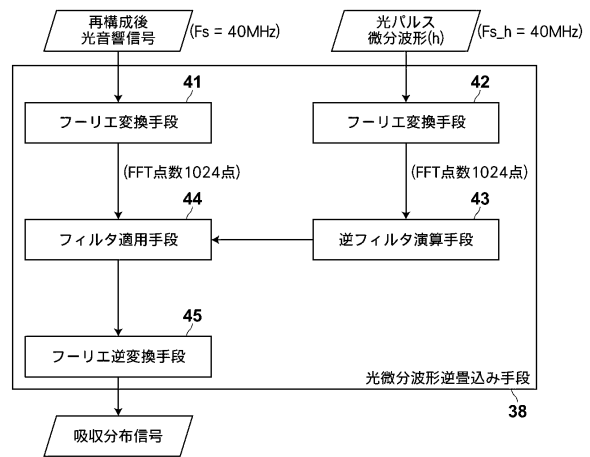 再構成後
光音響信号
(Fs = 40MHz)
光パルス
微分波形(h)
(Fs_h = 40MHz)
41
フーリエ変換手段
42
フーリエ変換手段
(FFT点数1024点)
(FFT点数1024点)
44
フィルタ適用手段
43
逆フィルタ演算手段
45
フーリエ逆変換手段
光微分波形逆畳込み手段
38
吸収分布信号